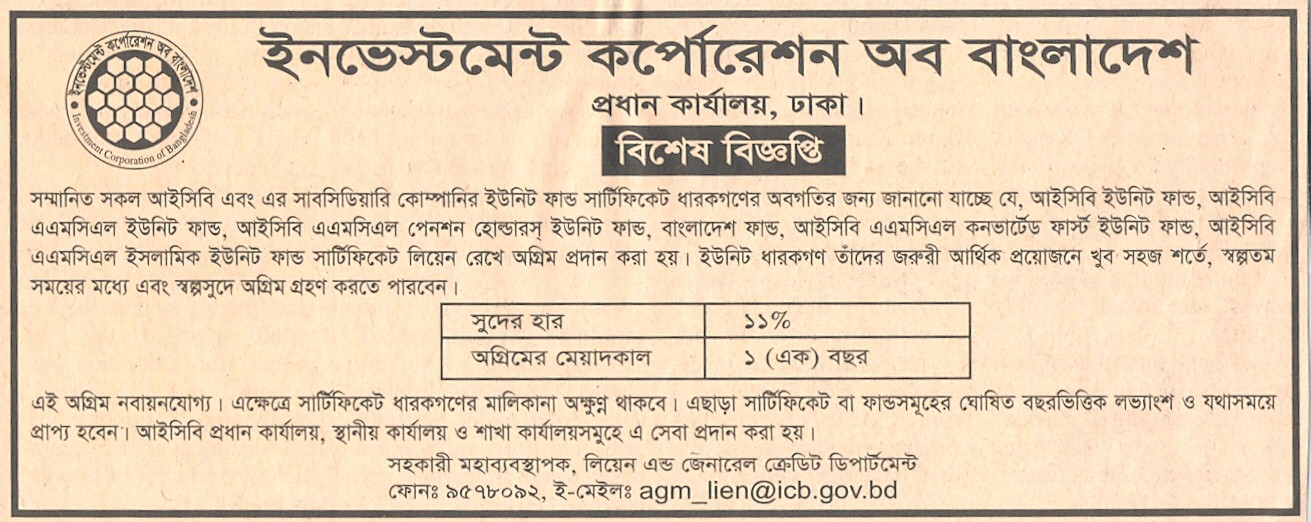 ইনভেস্টমেন্ট কর্পোরেশন অব বাংলাদেশ
ইনভেস্টমেন্ট কর্পোরেশন অব বাংলাদেশ
Investment Corporation of Bangladesh
প্রধান কার্যালয়, ঢাকা।
বিশেষ বিজ্ঞপ্তি
সম্মানিত সকল আইসিবি এবং এর সাবসিডিয়ারি কোম্পানির ইউনিট ফান্ড সার্টিফিকেট ধারকগণের অবগতির জন্য জানানো যাচ্ছে যে, আইসিবি ইউনিট ফান্ড, আইসিবি
এএমসিএল ইউনিট ফান্ড, আইসিবি এএমসিএল পেনশন হোল্ডারস্ ইউনিট ফান্ড, বাংলাদেশ ফান্ড, আইসিবি এএমসিএল কনভার্টেড ফার্স্ট ইউনিট ফান্ড, আইসিবি
এএমসিএল ইসলামিক ইউনিট ফান্ড সার্টিফিকেট লিয়েন রেখে অগ্রিম প্রদান করা হয়। ইউনিট ধারকগণ তাঁদের জরুরী আর্থিক প্রয়োজনে খুব সহজ শর্তে, স্বল্পতম
সময়ের মধ্যে এবং স্বল্পসুদে অগ্রিম গ্রহণ করতে পারবেন।
সুদের হার ১১%
অগ্রিমের মেয়াদকাল ১ (এক) বছর
এই অগ্রিম নবায়নযোগ্য। এক্ষেত্রে সার্টিফিকেট ধারকগণের মালিকানা অক্ষুণ্ণ থাকবে। এছাড়া সার্টিফিকেট বা ফান্ডসমূহের ঘোষিত বছরভিত্তিক লভ্যাংশ ও যথাসময়ে
প্রাপ্য হবেন। আইসিবি প্রধান কার্যালয়, স্থানীয় কার্যালয় ও শাখা কার্যালয়সমুহে এ সেবা প্রদান করা হয়।
সহকারী মহাব্যবস্থাপক, লিয়েন এন্ড জেনারেল ক্রেডিট ডিপার্টমেন্ট
ফোনঃ ৯৫৭৮০৯২, ই-মেইলঃ agm_lien@icb.gov.bd